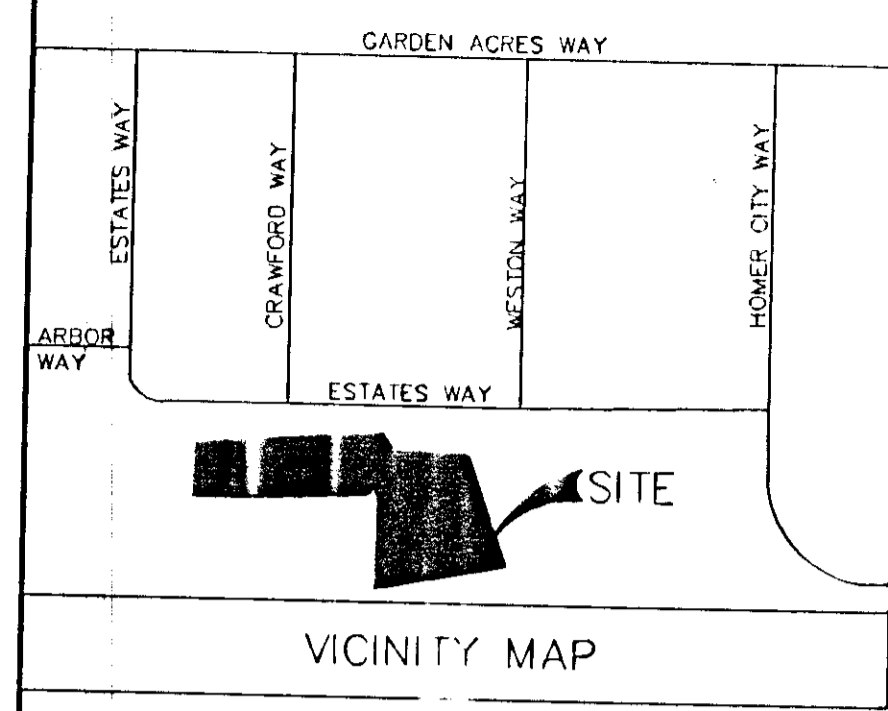 GARDEN ACRES WAY
ESTATES WAY
CRAWFORD WAY
WESTON WAY
HOMER CITY WAY
ARBOR
WAY
ESTATES WAY
SITE
VICINITY MAP